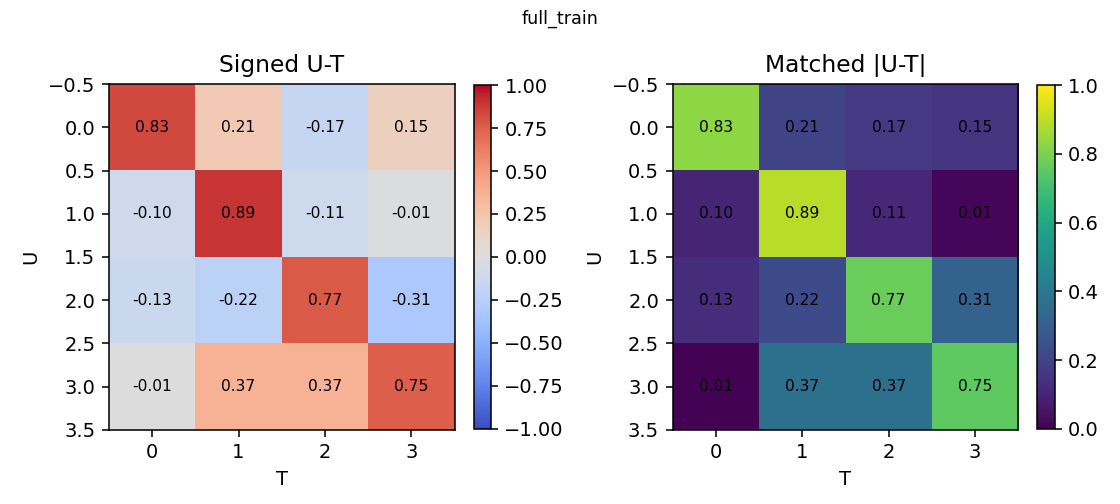 full_train
Signed U-T
Matched |U-T|
−0.5
0.0
0.5
1.0
1.5
2.0
2.5
3.0
3.5
U
0.83 0.21 -0.17 0.15
-0.10 0.89 -0.11 -0.01
-0.13 -0.22 0.77 -0.31
-0.01 0.37 0.37 0.75
0 1 2 3
T
1.00
0.75
0.50
0.25
0.00
−0.25
−0.50
−0.75
−1.00
−0.5
0.0
0.5
1.0
1.5
2.0
2.5
3.0
3.5
U
0.83 0.21 0.17 0.15
0.10 0.89 0.11 0.01
0.13 0.22 0.77 0.31
0.01 0.37 0.37 0.75
0 1 2 3
T
1.0
0.8
0.6
0.4
0.2
0.0